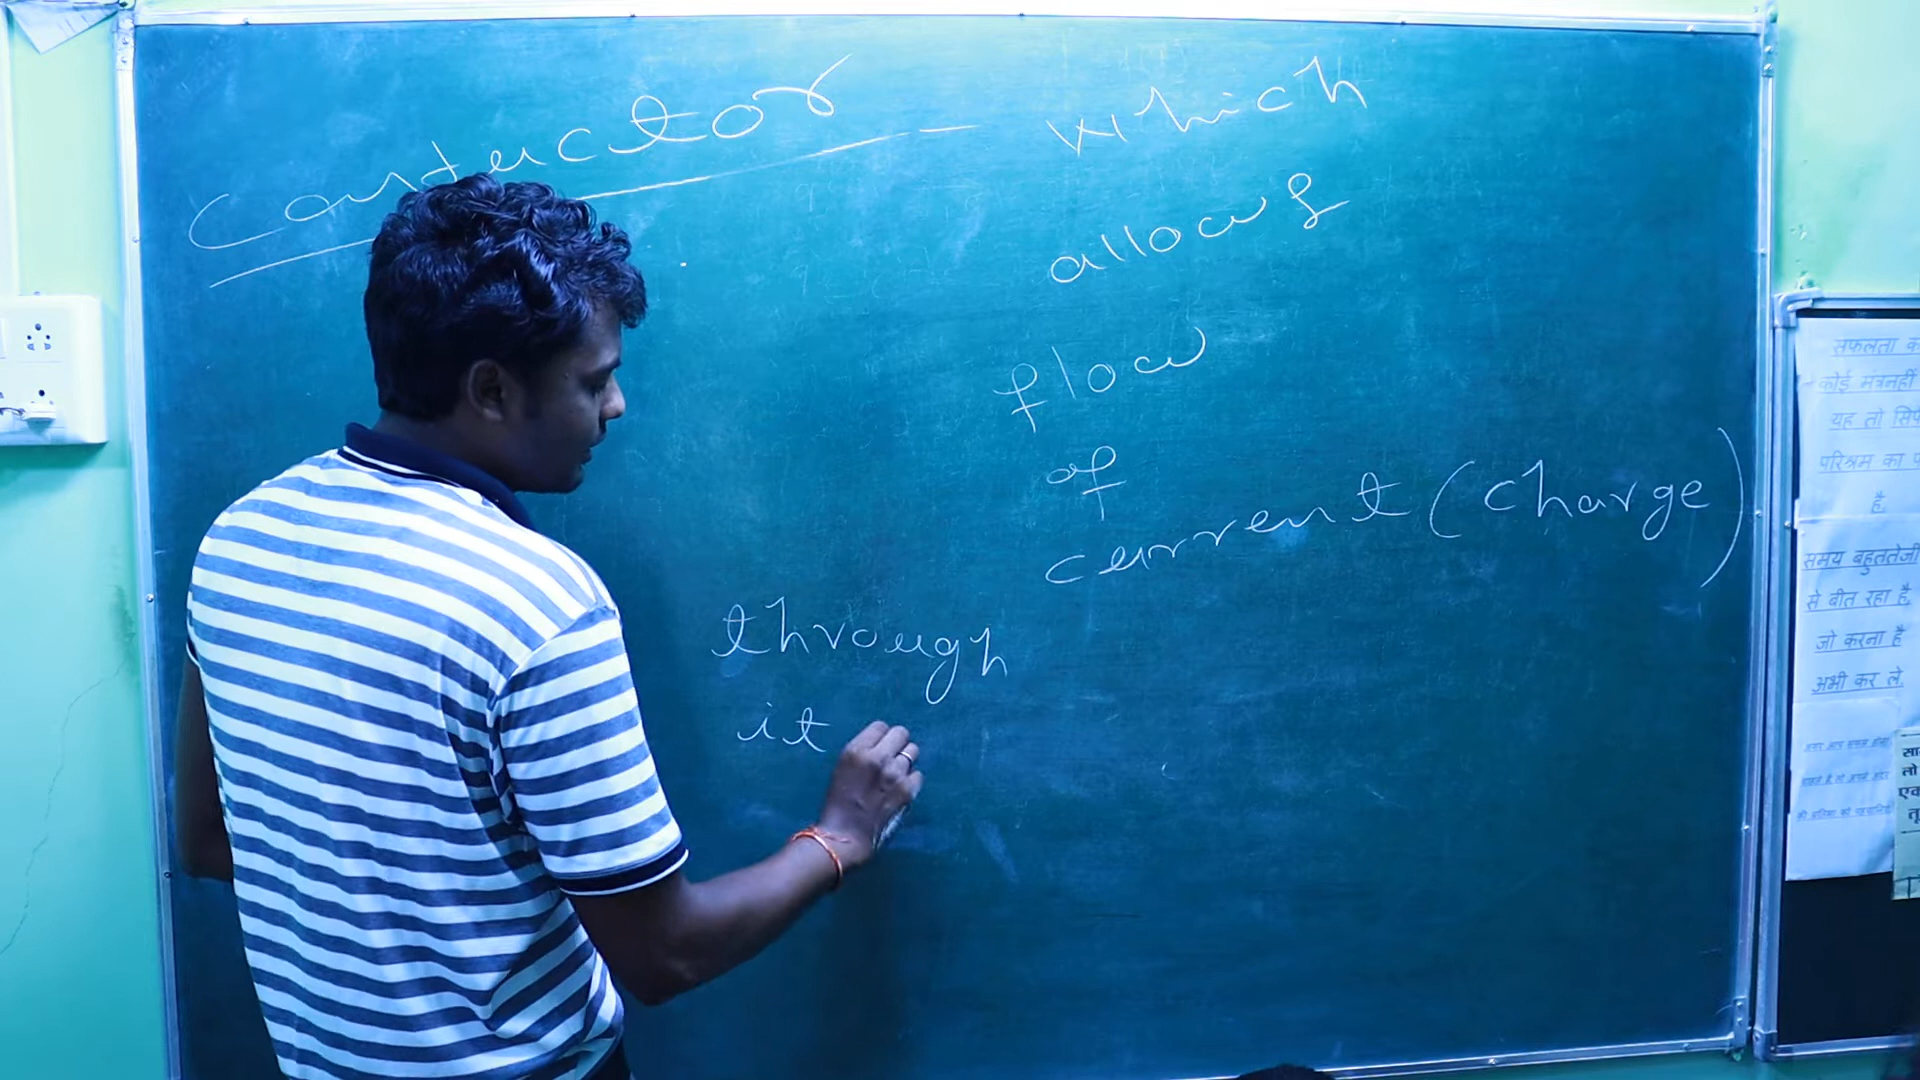 Conductor - which
allows
flow
of
current (charge)
through
it
सफलता का
कोई मंत्र नहीं
यह तो सिर्फ
परिश्रम का
है.
समय बहुत तेजी
से बीत रहा है,
जो करना है
अभी कर ले.